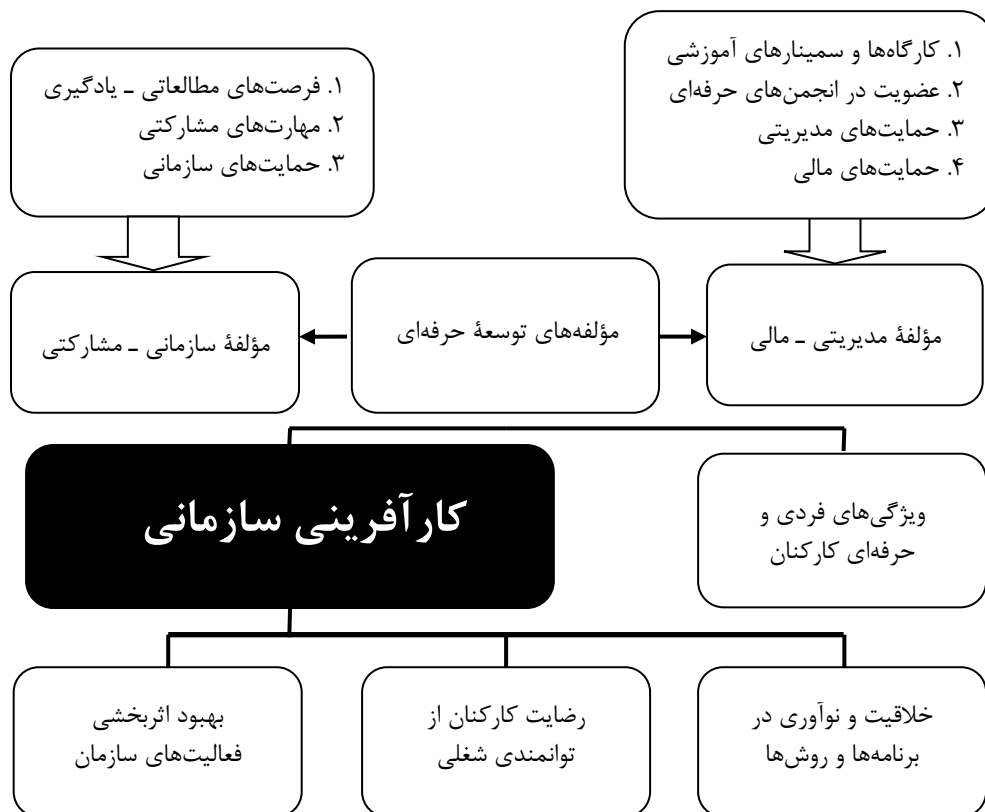 ۱. کارگاه‌ها و سمینارهای آموزشی
۲. عضویت در انجمن‌های حرفه‌ای
۳. حمایت‌های مدیریتی
۴. حمایت‌های مالی
۱. فرصت‌های مطالعاتی ـ یادگیری
۲. مهارت‌های مشارکتی
۳. حمایت‌های سازمانی
مؤلفۀ مدیریتی ـ مالی
مؤلفه‌های توسعۀ حرفه‌ای
مؤلفۀ سازمانی ـ مشارکتی
ویژگی‌های فردی و
حرفه‌ای کارکنان
کارآفرینی سازمانی
خلاقیت و نوآوری در
برنامه‌ها و روش‌ها
رضایت کارکنان از
توانمندی شغلی
بهبود اثربخشی
فعالیت‌های سازمان